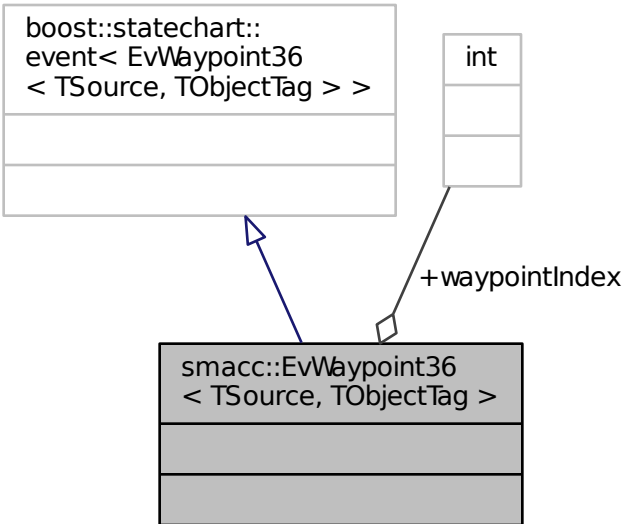 boost::statechart::
event< EvWaypoint36
< TSource, TObjectTag > >
int
+waypointIndex
smacc::EvWaypoint36
< TSource, TObjectTag >